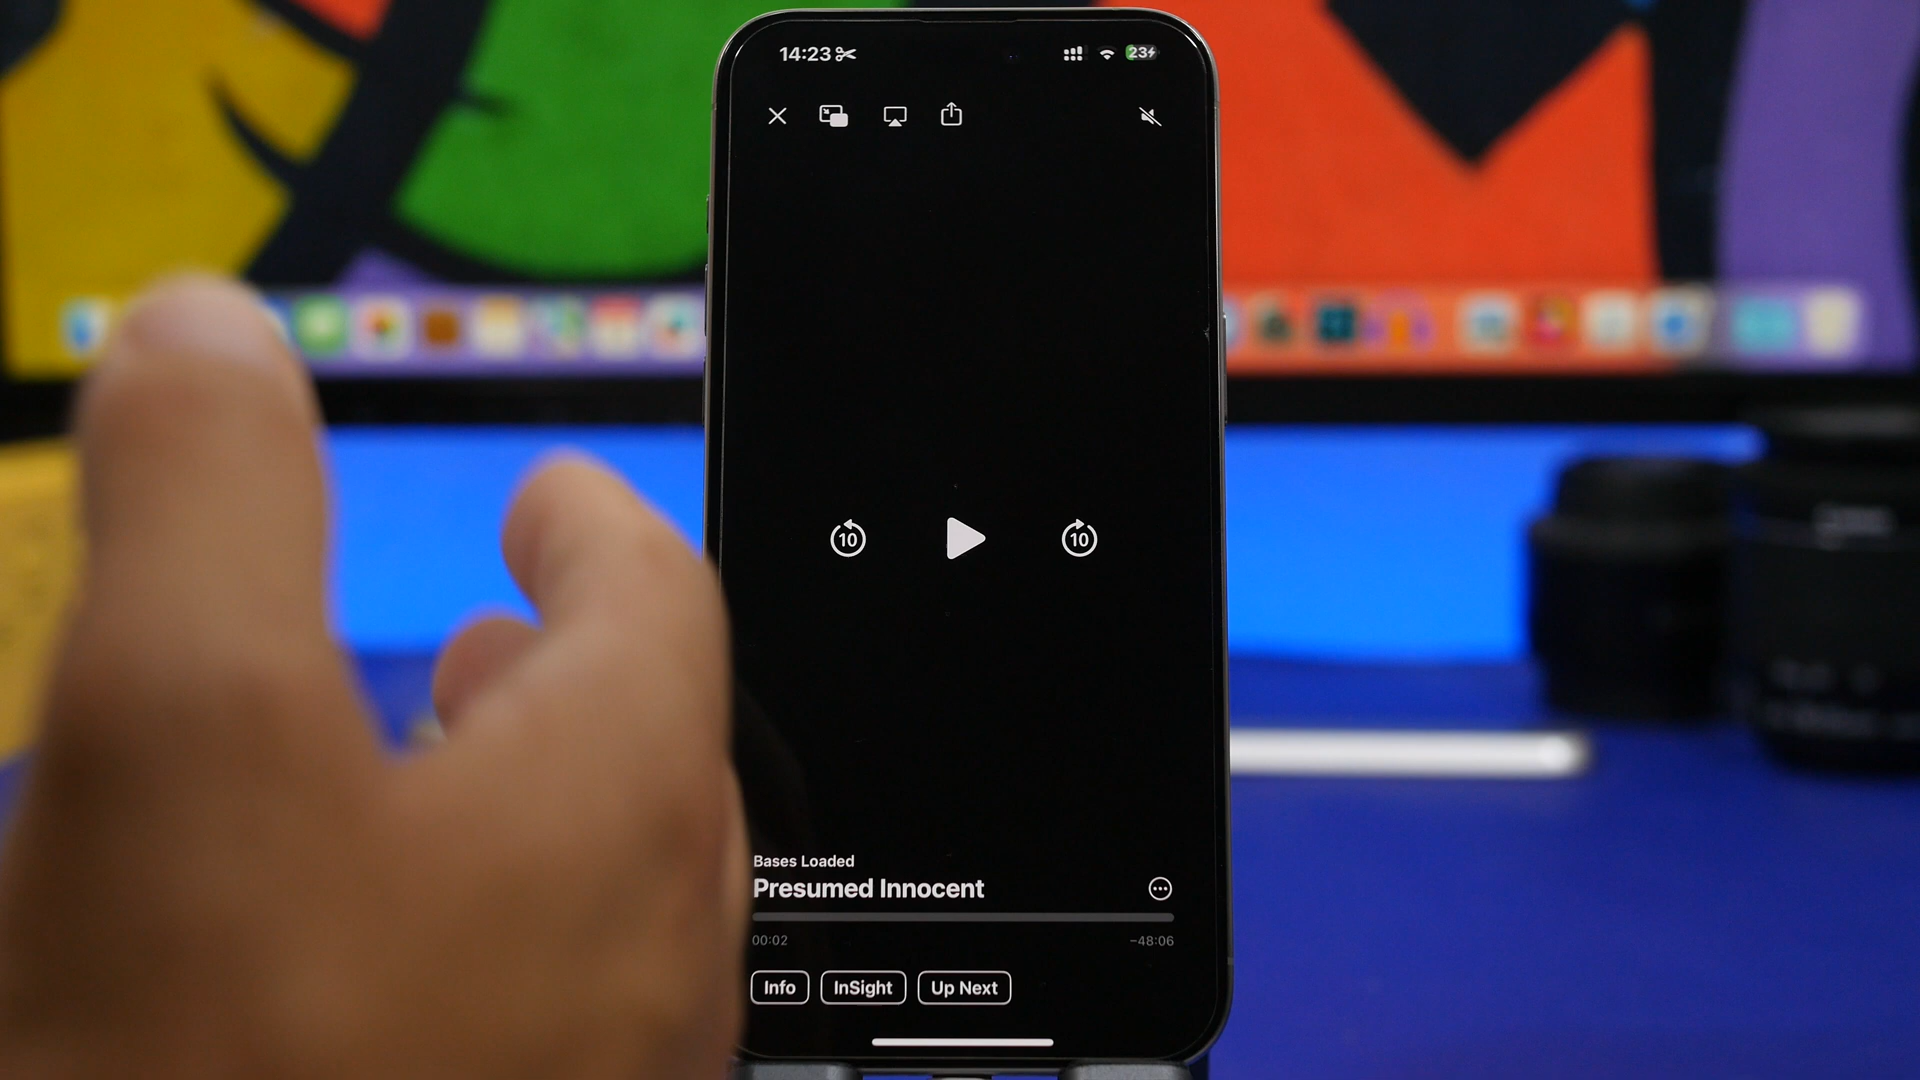 14:23
23
10
10
Bases Loaded
Presumed Innocent
00:02
-48:06
Info
InSight
Up Next